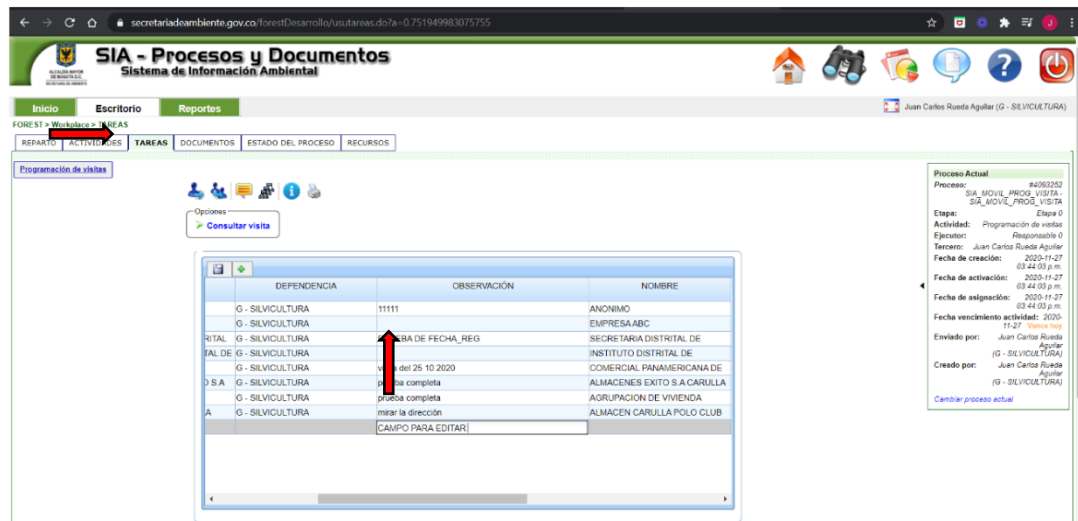 secretariadeambiente.gov.co/forestDesarrollo/usutareas.do?a=0.751949983075755
SIA - Procesos y Documentos
Sistema de Información Ambiental
ALCALDÍA MAYOR
DE BOGOTÁ D.C.
Inicio Escritorio Reportes
Juan Carlos Rueda Aguilar (G - SILVICULTURA)
FOREST > Workplace > TAREAS
REPARTO ACTIVIDADES TAREAS DOCUMENTOS ESTADO DEL PROCESO RECURSOS
Programación de visitas
Opciones
Consultar visita
DEPENDENCIA OBSERVACIÓN NOMBRE
G - SILVICULTURA 11111 ANONIMO
G - SILVICULTURA EMPRESA ABC
RITAL G - SILVICULTURA DE FECHA_REG SECRETARIA DISTRITAL DE
TAL DE G - SILVICULTURA INSTITUTO DISTRITAL DE
G - SILVICULTURA del 25 10 2020 COMERCIAL PANAMERICANA DE
S.A G - SILVICULTURA prueba completa ALMACENES EXITO S.A CARULLA
G - SILVICULTURA prueba completa AGRUPACION DE VIVIENDA
A G - SILVICULTURA mirar la dirección ALMACEN CARULLA POLO CLUB
CAMPO PARA EDITAR
Proceso Actual
Proceso: #4093252
SIA_MOVIL_PROG_VISITA -
SIA_MOVIL_PROG_VISITA
Etapa: Etapa 0
Actividad: Programación de visitas
Ejecutor: Responsable 0
Tercero: Juan Carlos Rueda Aguilar
Fecha de creación: 2020-11-27
03:44:03 p.m.
Fecha de activación: 2020-11-27
03:44:03 p.m.
Fecha de asignación: 2020-11-27
03:44:03 p.m.
Fecha vencimiento actividad: 2020-
11-27 Vence hoy
Enviado por: Juan Carlos Rueda
Aguilar
(G - SILVICULTURA)
Creado por: Juan Carlos Rueda
Aguilar
(G - SILVICULTURA)
Cambiar proceso actual